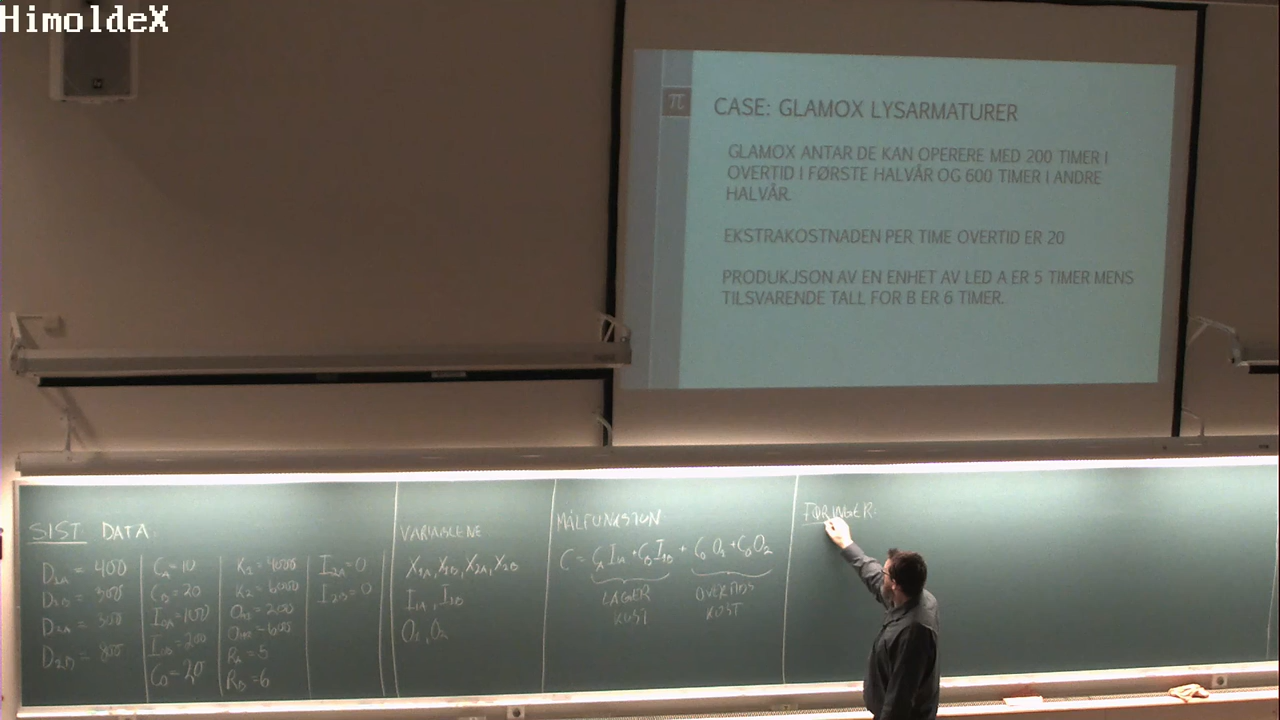 HimoldeX
π
CASE: GLAMOX LYSARMATURER
GLAMOX ANTAR DE KAN OPERERE MED 200 TIMER I
OVERTID I FØRSTE HALVÅR OG 600 TIMER I ANDRE
HALVÅR.
EKSTRAKOSTNADEN PER TIME OVERTID ER 20
PRODUKJSON AV EN ENHET AV LED A ER 5 TIMER MENS
TILSVARENDE TALL FOR B ER 6 TIMER.
SIST DATA:
D1A = 400
D1B = 300
D2A = 500
D2B = 800
CA = 10
CB = 20
I0A = 100
I0B = 200
CO = 20
K1 = 4000
K2 = 6000
OM1 = 200
OM2 = 600
RA = 5
RB = 6
I2A = 0
I2B = 0
VARIABLENE
X1A, X1B, X2A, X2B
I1A, I1B
O1, O2
MÅLFUNKSJON
C = CA I1A + CB I1B + CO O1 + CO O2
LAGER
KOST
OVERTIDS
KOST
FØRINGER: